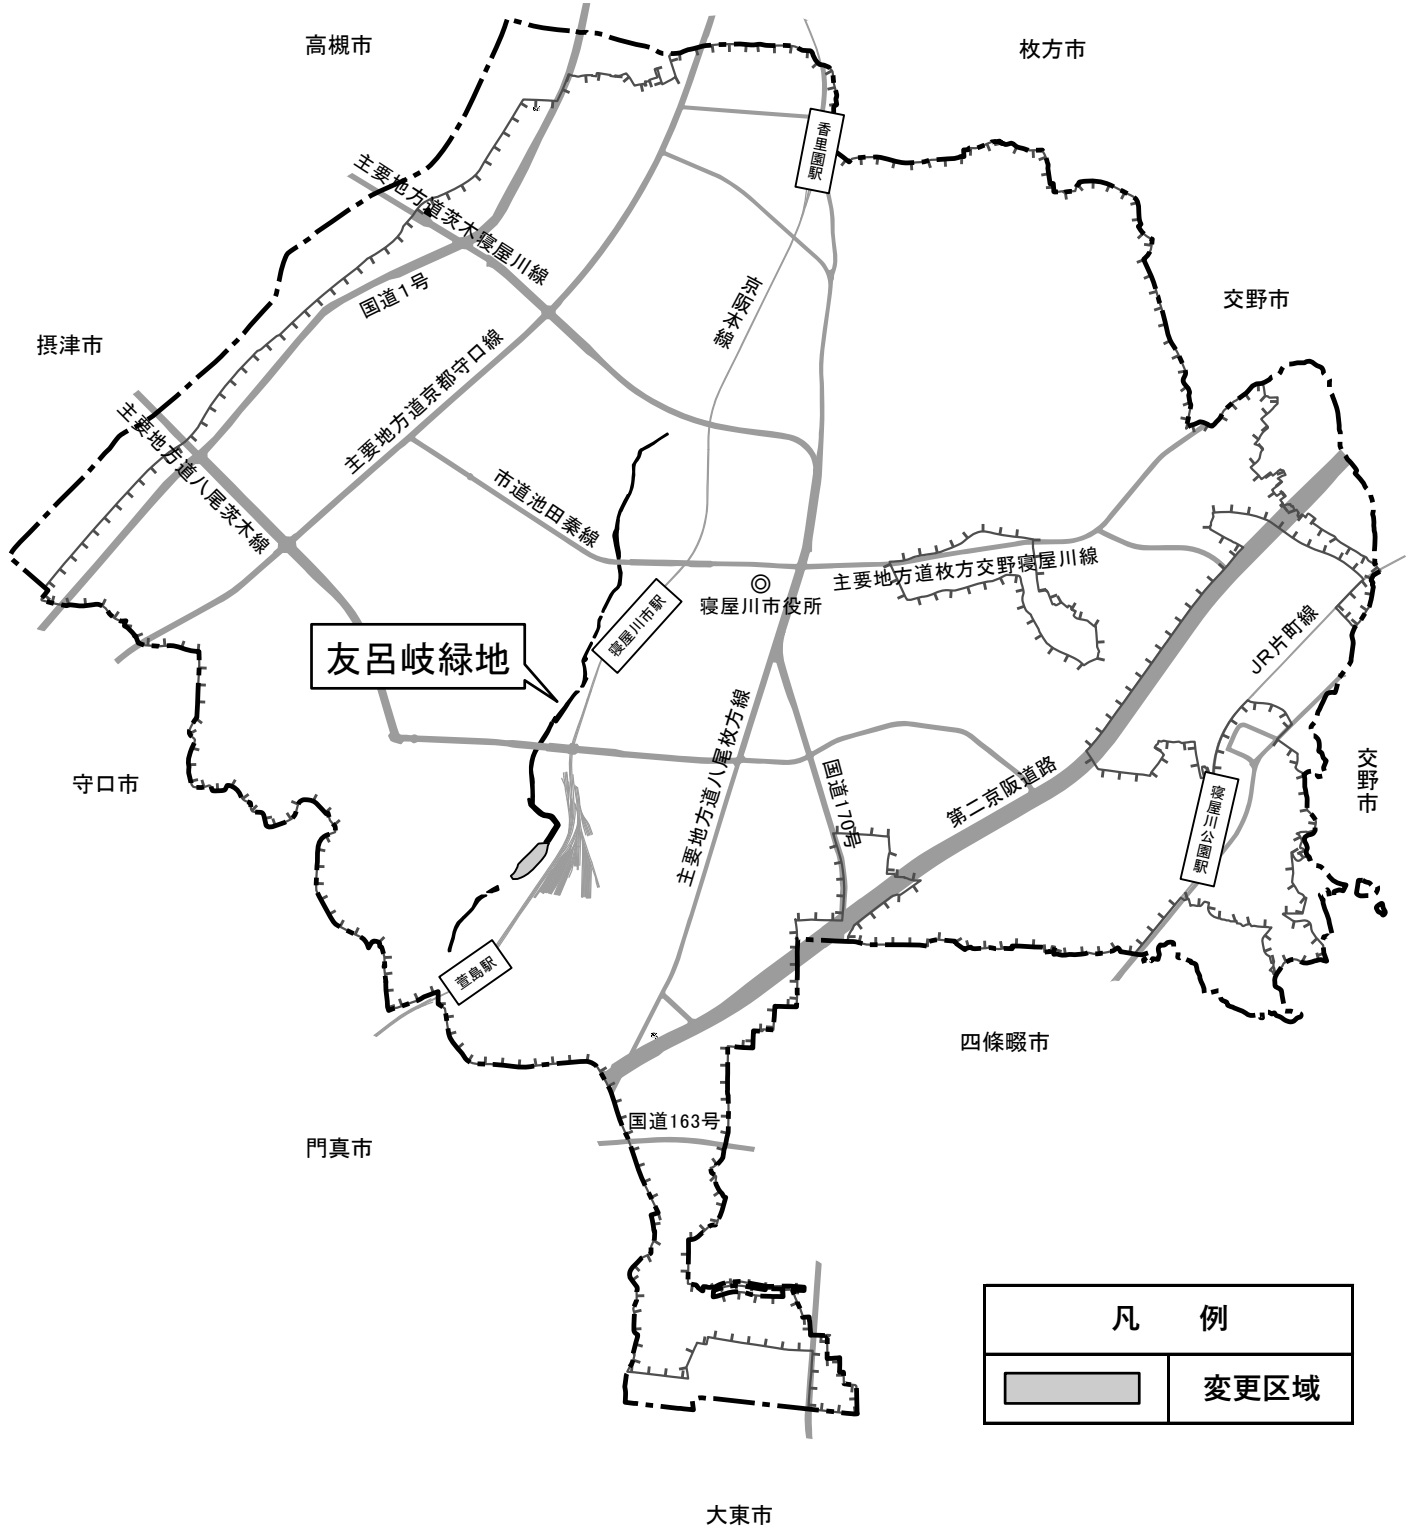 高槻市
枚方市
香里園駅
主要地方道茨木寝屋川線
国道1号
京阪本線
交野市
摂津市
主要地方道京都守口線
主要地方道八尾茨木線
市道池田秦線
主要地方道枚方交野寝屋川線
寝屋川市役所
寝屋川市駅
友呂岐緑地
JR片町線
主要地方道八尾枚方線
国道170号
第二京阪道路
交野市
守口市
寝屋川公園駅
萱島駅
四條畷市
国道163号
門真市
凡 例
変更区域
大東市